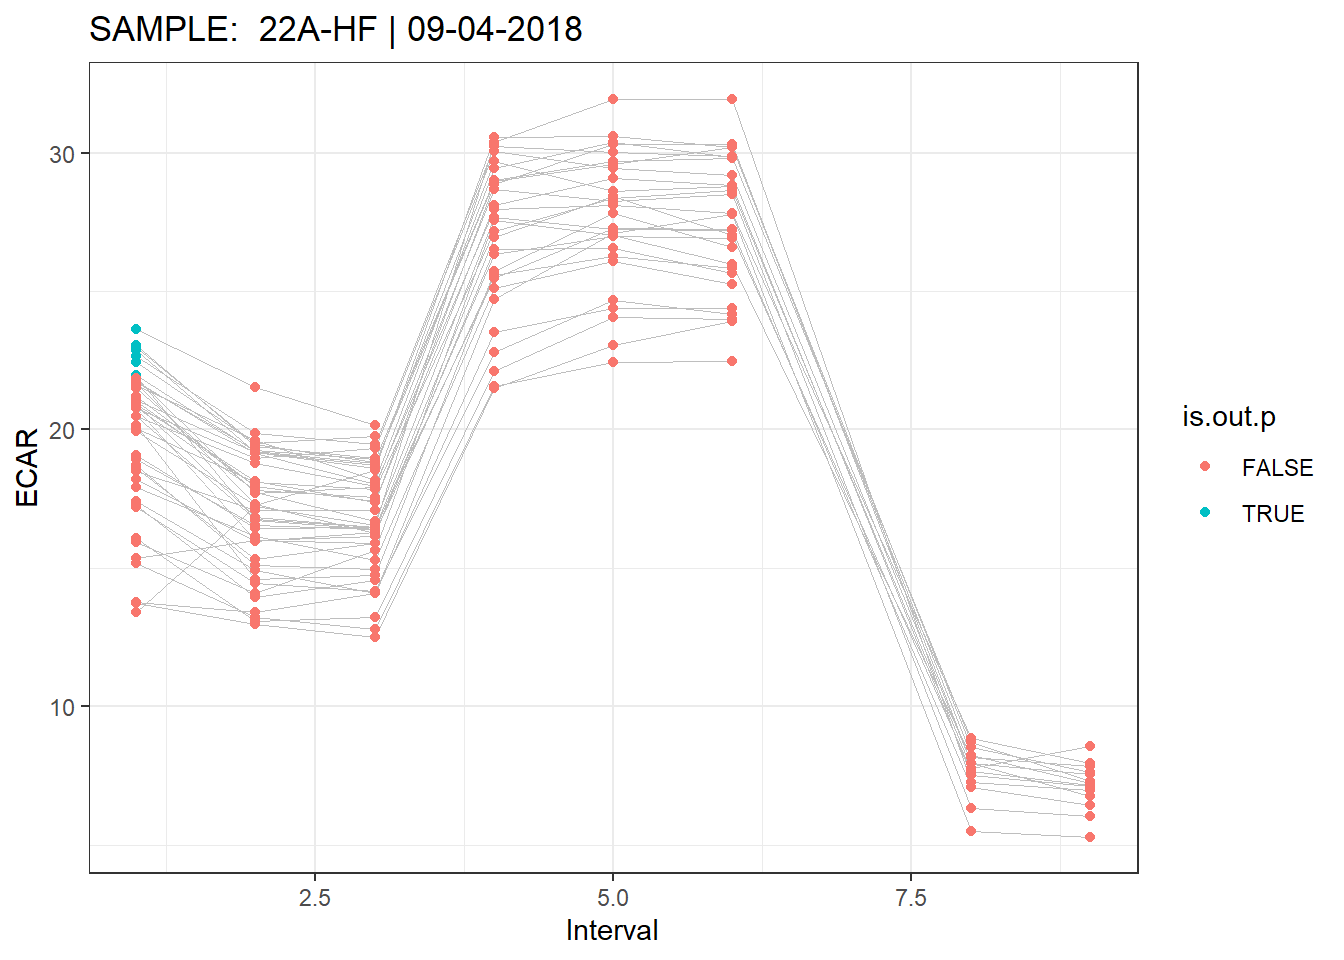 SAMPLE:  22A-HF | 09-04-2018
30
20
10
ECAR
2.5
5.0
7.5
Interval
is.out.p
FALSE
TRUE